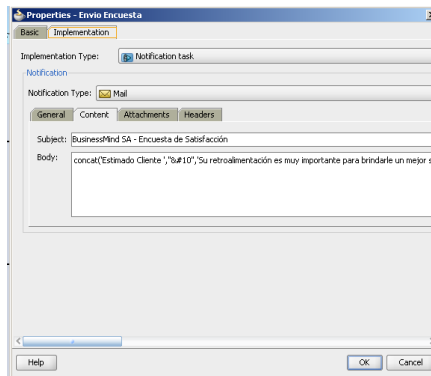 Properties - Envio Encuesta
Basic Implementation
Implementation Type: Notification task
Notification
Notification Type: Mail
General Content Attachments Headers
Subject: BusinessMind SA - Encuesta de Satisfacción
Body: concat('Estimado Cliente ',"&#10",'Su retroalimentación es muy importante para brindarle un mejor s
Help OK Cancel